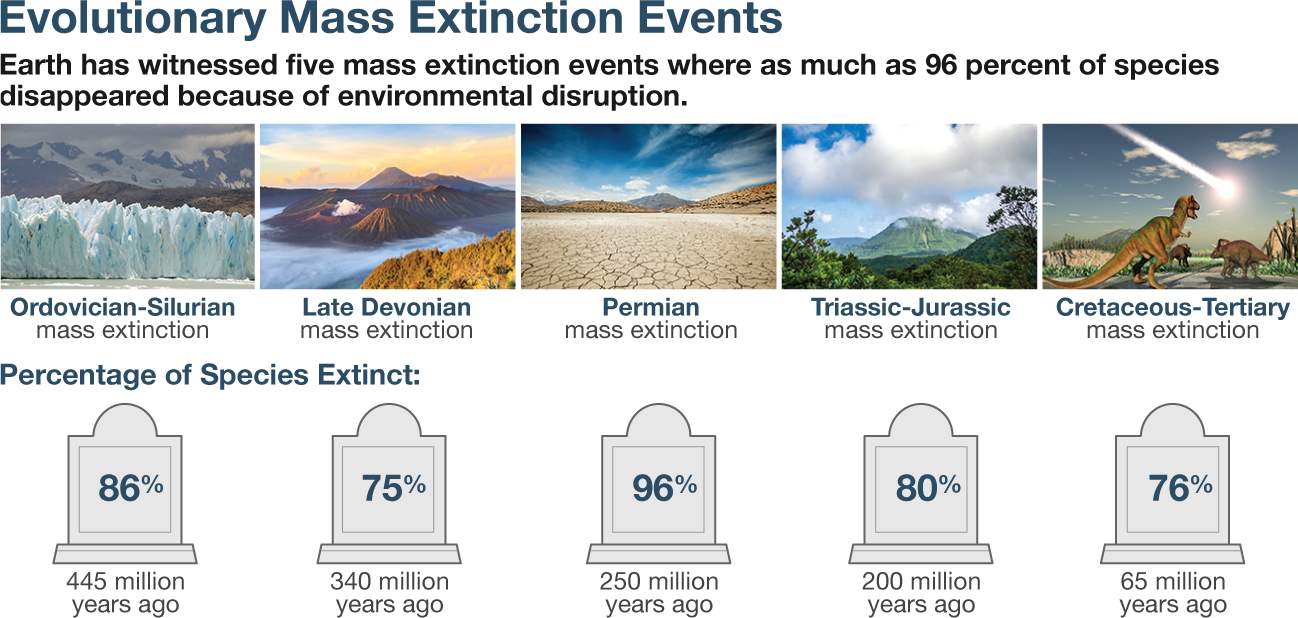 Evolutionary Mass Extinction Events
Earth has witnessed five mass extinction events where as much as 96 percent of species
disappeared because of environmental disruption.
Ordovician-Silurian
mass extinction
Late Devonian
mass extinction
Permian
mass extinction
Triassic-Jurassic
mass extinction
Cretaceous-Tertiary
mass extinction
Percentage of Species Extinct:
86%
75%
96%
80%
76%
445 million
years ago
340 million
years ago
250 million
years ago
200 million
years ago
65 million
years ago